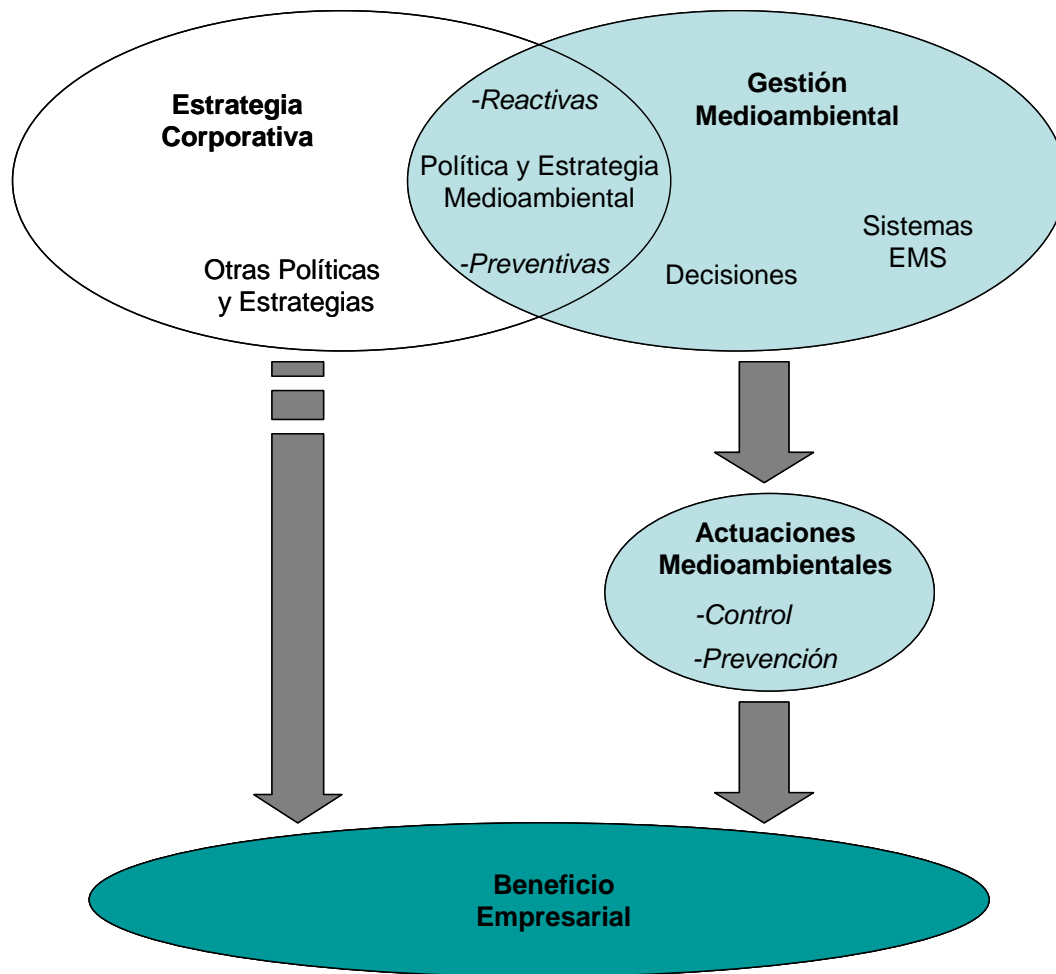 Estrategia
Corporativa
Otras Políticas
y Estrategias
-Reactivas
Política y Estrategia
Medioambiental
-Preventivas
Gestión
Medioambiental
Sistemas
EMS
Decisiones
Actuaciones
Medioambientales
-Control
-Prevención
Beneficio
Empresarial